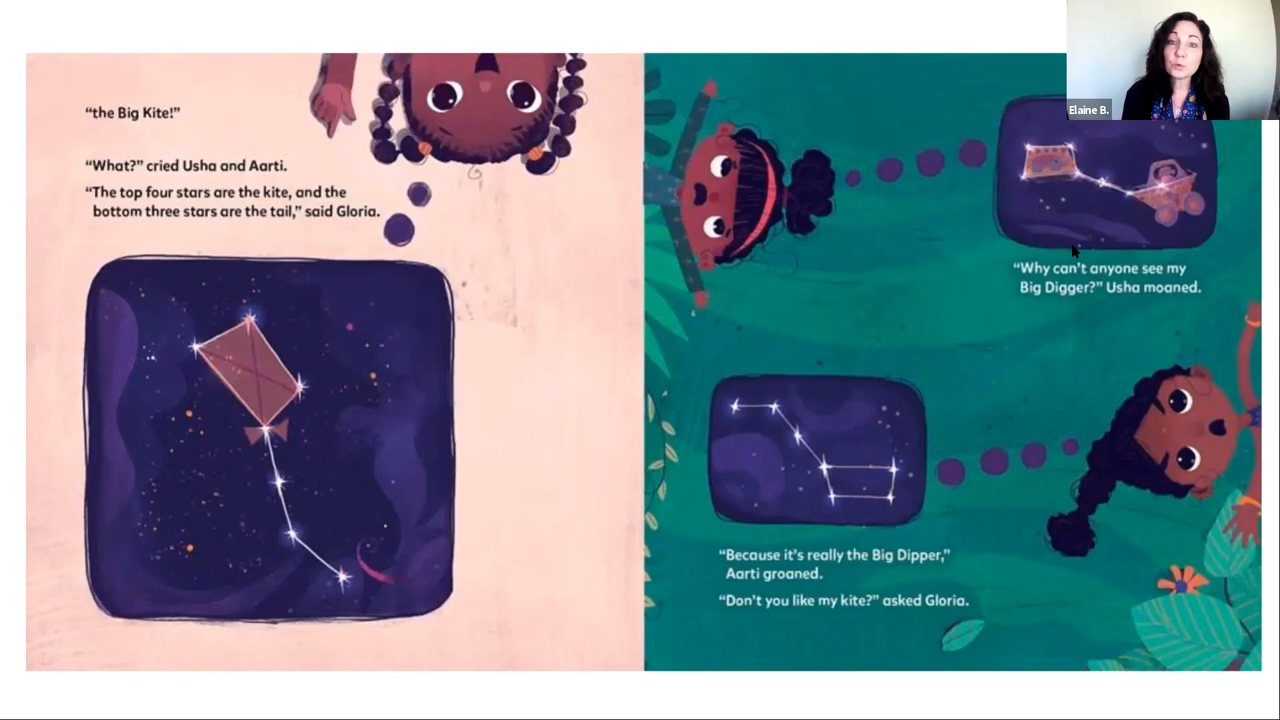 “the Big Kite!”
“What?” cried Usha and Aarti.
“The top four stars are the kite, and the
bottom three stars are the tail,” said Gloria.
Elaine B.
“Why can’t anyone see my
Big Digger?” Usha moaned.
“Because it’s really the Big Dipper,”
Aarti groaned.
“Don’t you like my kite?” asked Gloria.